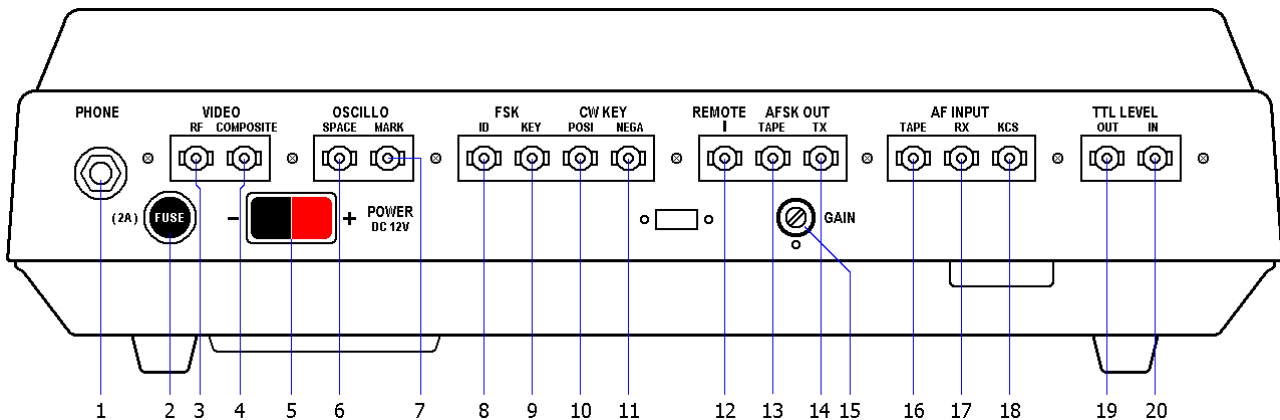 PHONE VIDEO OSCILLO FSK CW KEY REMOTE AFSK OUT AF INPUT TTL LEVEL
RF COMPOSITE SPACE MARK ID KEY POSI NEGA I TAPE TX TAPE RX KCS OUT IN
(2A) FUSE - + POWER GAIN
DC 12V
1 2 3 4 5 6 7 8 9 10 11 12 13 14 15 16 17 18 19 20